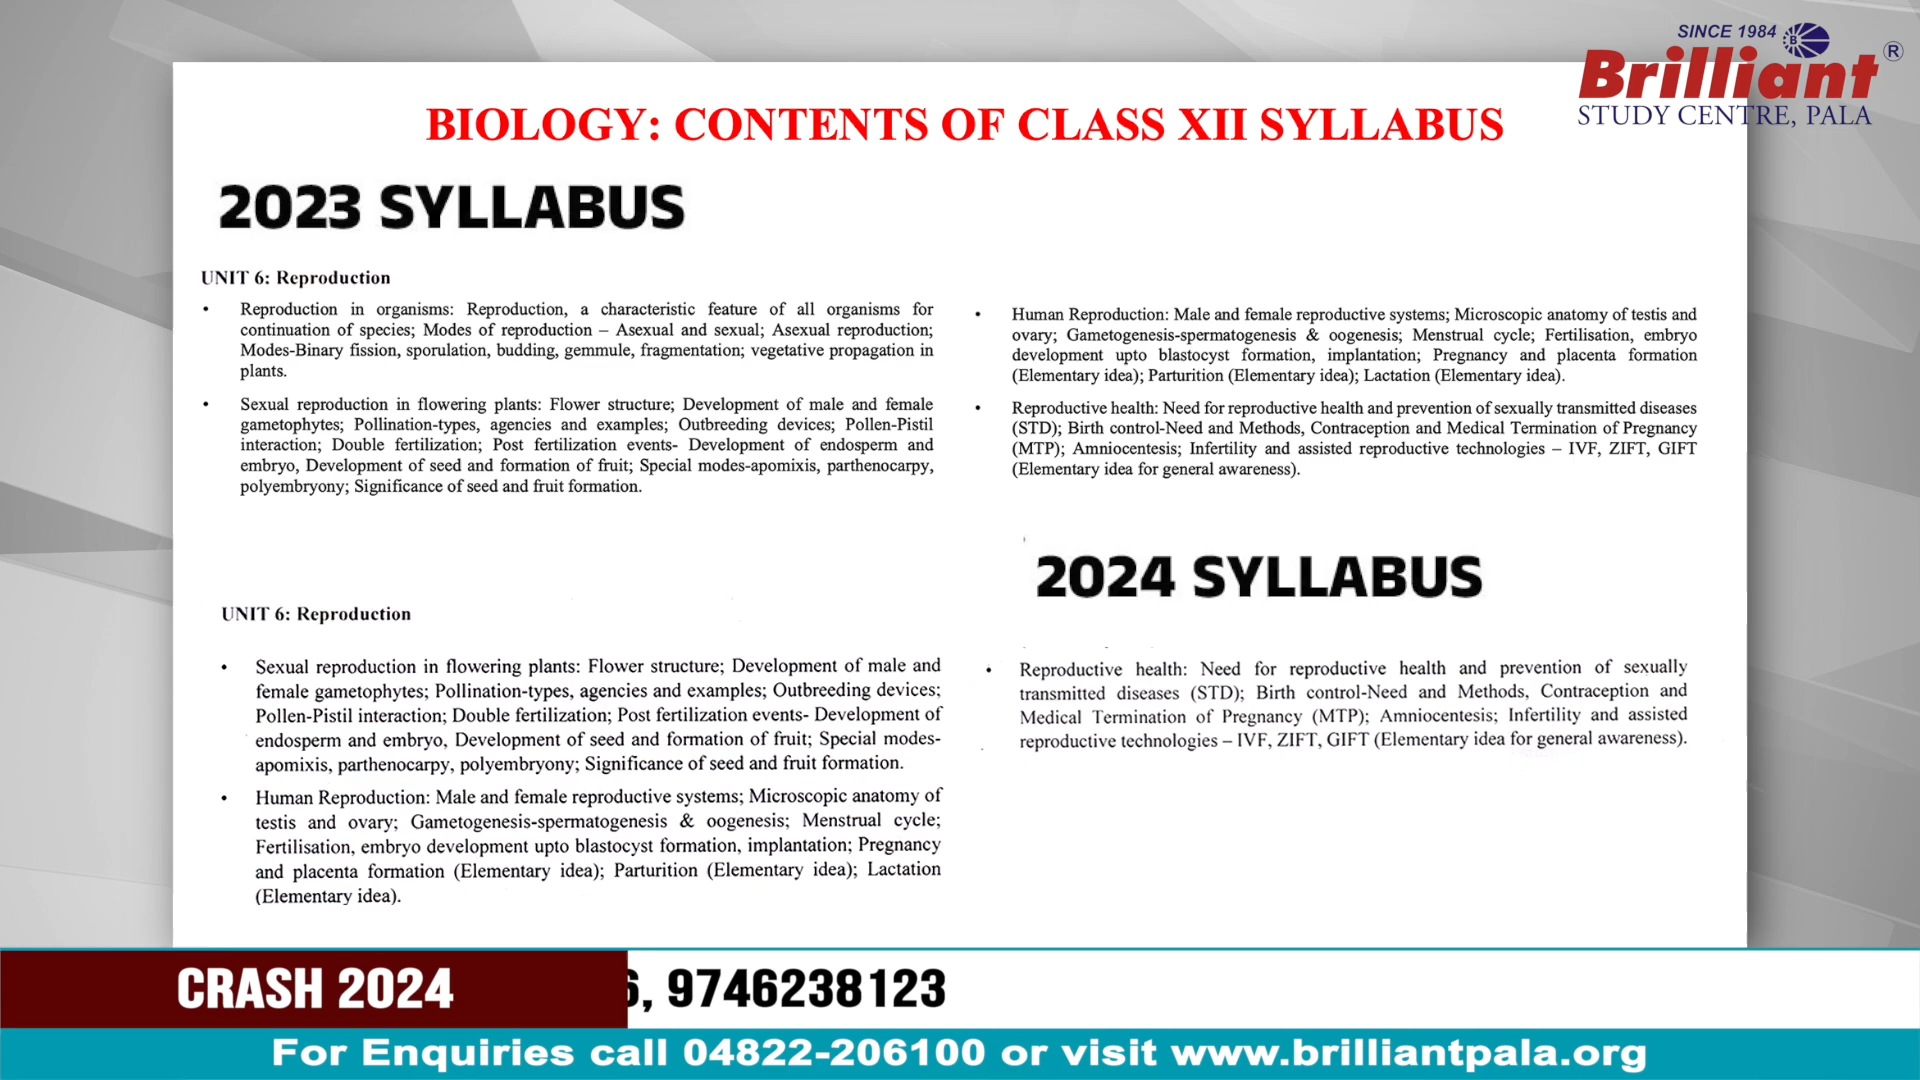 SINCE 1984
B
Brilliant ®
STUDY CENTRE, PALA
BIOLOGY: CONTENTS OF CLASS XII SYLLABUS
2023 SYLLABUS
UNIT 6: Reproduction
• Reproduction in organisms: Reproduction, a characteristic feature of all organisms for
continuation of species; Modes of reproduction – Asexual and sexual; Asexual reproduction;
Modes-Binary fission, sporulation, budding, gemmule, fragmentation; vegetative propagation in
plants.
• Sexual reproduction in flowering plants: Flower structure; Development of male and female
gametophytes; Pollination-types, agencies and examples; Outbreeding devices; Pollen-Pistil
interaction; Double fertilization; Post fertilization events- Development of endosperm and
embryo, Development of seed and formation of fruit; Special modes-apomixis, parthenocarpy,
polyembryony; Significance of seed and fruit formation.
• Human Reproduction: Male and female reproductive systems; Microscopic anatomy of testis and
ovary; Gametogenesis-spermatogenesis & oogenesis; Menstrual cycle; Fertilisation, embryo
development upto blastocyst formation, implantation; Pregnancy and placenta formation
(Elementary idea); Parturition (Elementary idea); Lactation (Elementary idea).
• Reproductive health: Need for reproductive health and prevention of sexually transmitted diseases
(STD); Birth control-Need and Methods, Contraception and Medical Termination of Pregnancy
(MTP); Amniocentesis; Infertility and assisted reproductive technologies – IVF, ZIFT, GIFT
(Elementary idea for general awareness).
2024 SYLLABUS
UNIT 6: Reproduction
• Sexual reproduction in flowering plants: Flower structure; Development of male and
female gametophytes; Pollination-types, agencies and examples; Outbreeding devices;
Pollen-Pistil interaction; Double fertilization; Post fertilization events- Development of
endosperm and embryo, Development of seed and formation of fruit; Special modes-
apomixis, parthenocarpy, polyembryony; Significance of seed and fruit formation.
• Human Reproduction: Male and female reproductive systems; Microscopic anatomy of
testis and ovary; Gametogenesis-spermatogenesis & oogenesis; Menstrual cycle;
Fertilisation, embryo development upto blastocyst formation, implantation; Pregnancy
and placenta formation (Elementary idea); Parturition (Elementary idea); Lactation
(Elementary idea).
• Reproductive health: Need for reproductive health and prevention of sexually
transmitted diseases (STD); Birth control-Need and Methods, Contraception and
Medical Termination of Pregnancy (MTP); Amniocentesis; Infertility and assisted
reproductive technologies – IVF, ZIFT, GIFT (Elementary idea for general awareness).
CRASH 2024
6, 9746238123
For Enquiries call 04822-206100 or visit www.brilliantpala.org